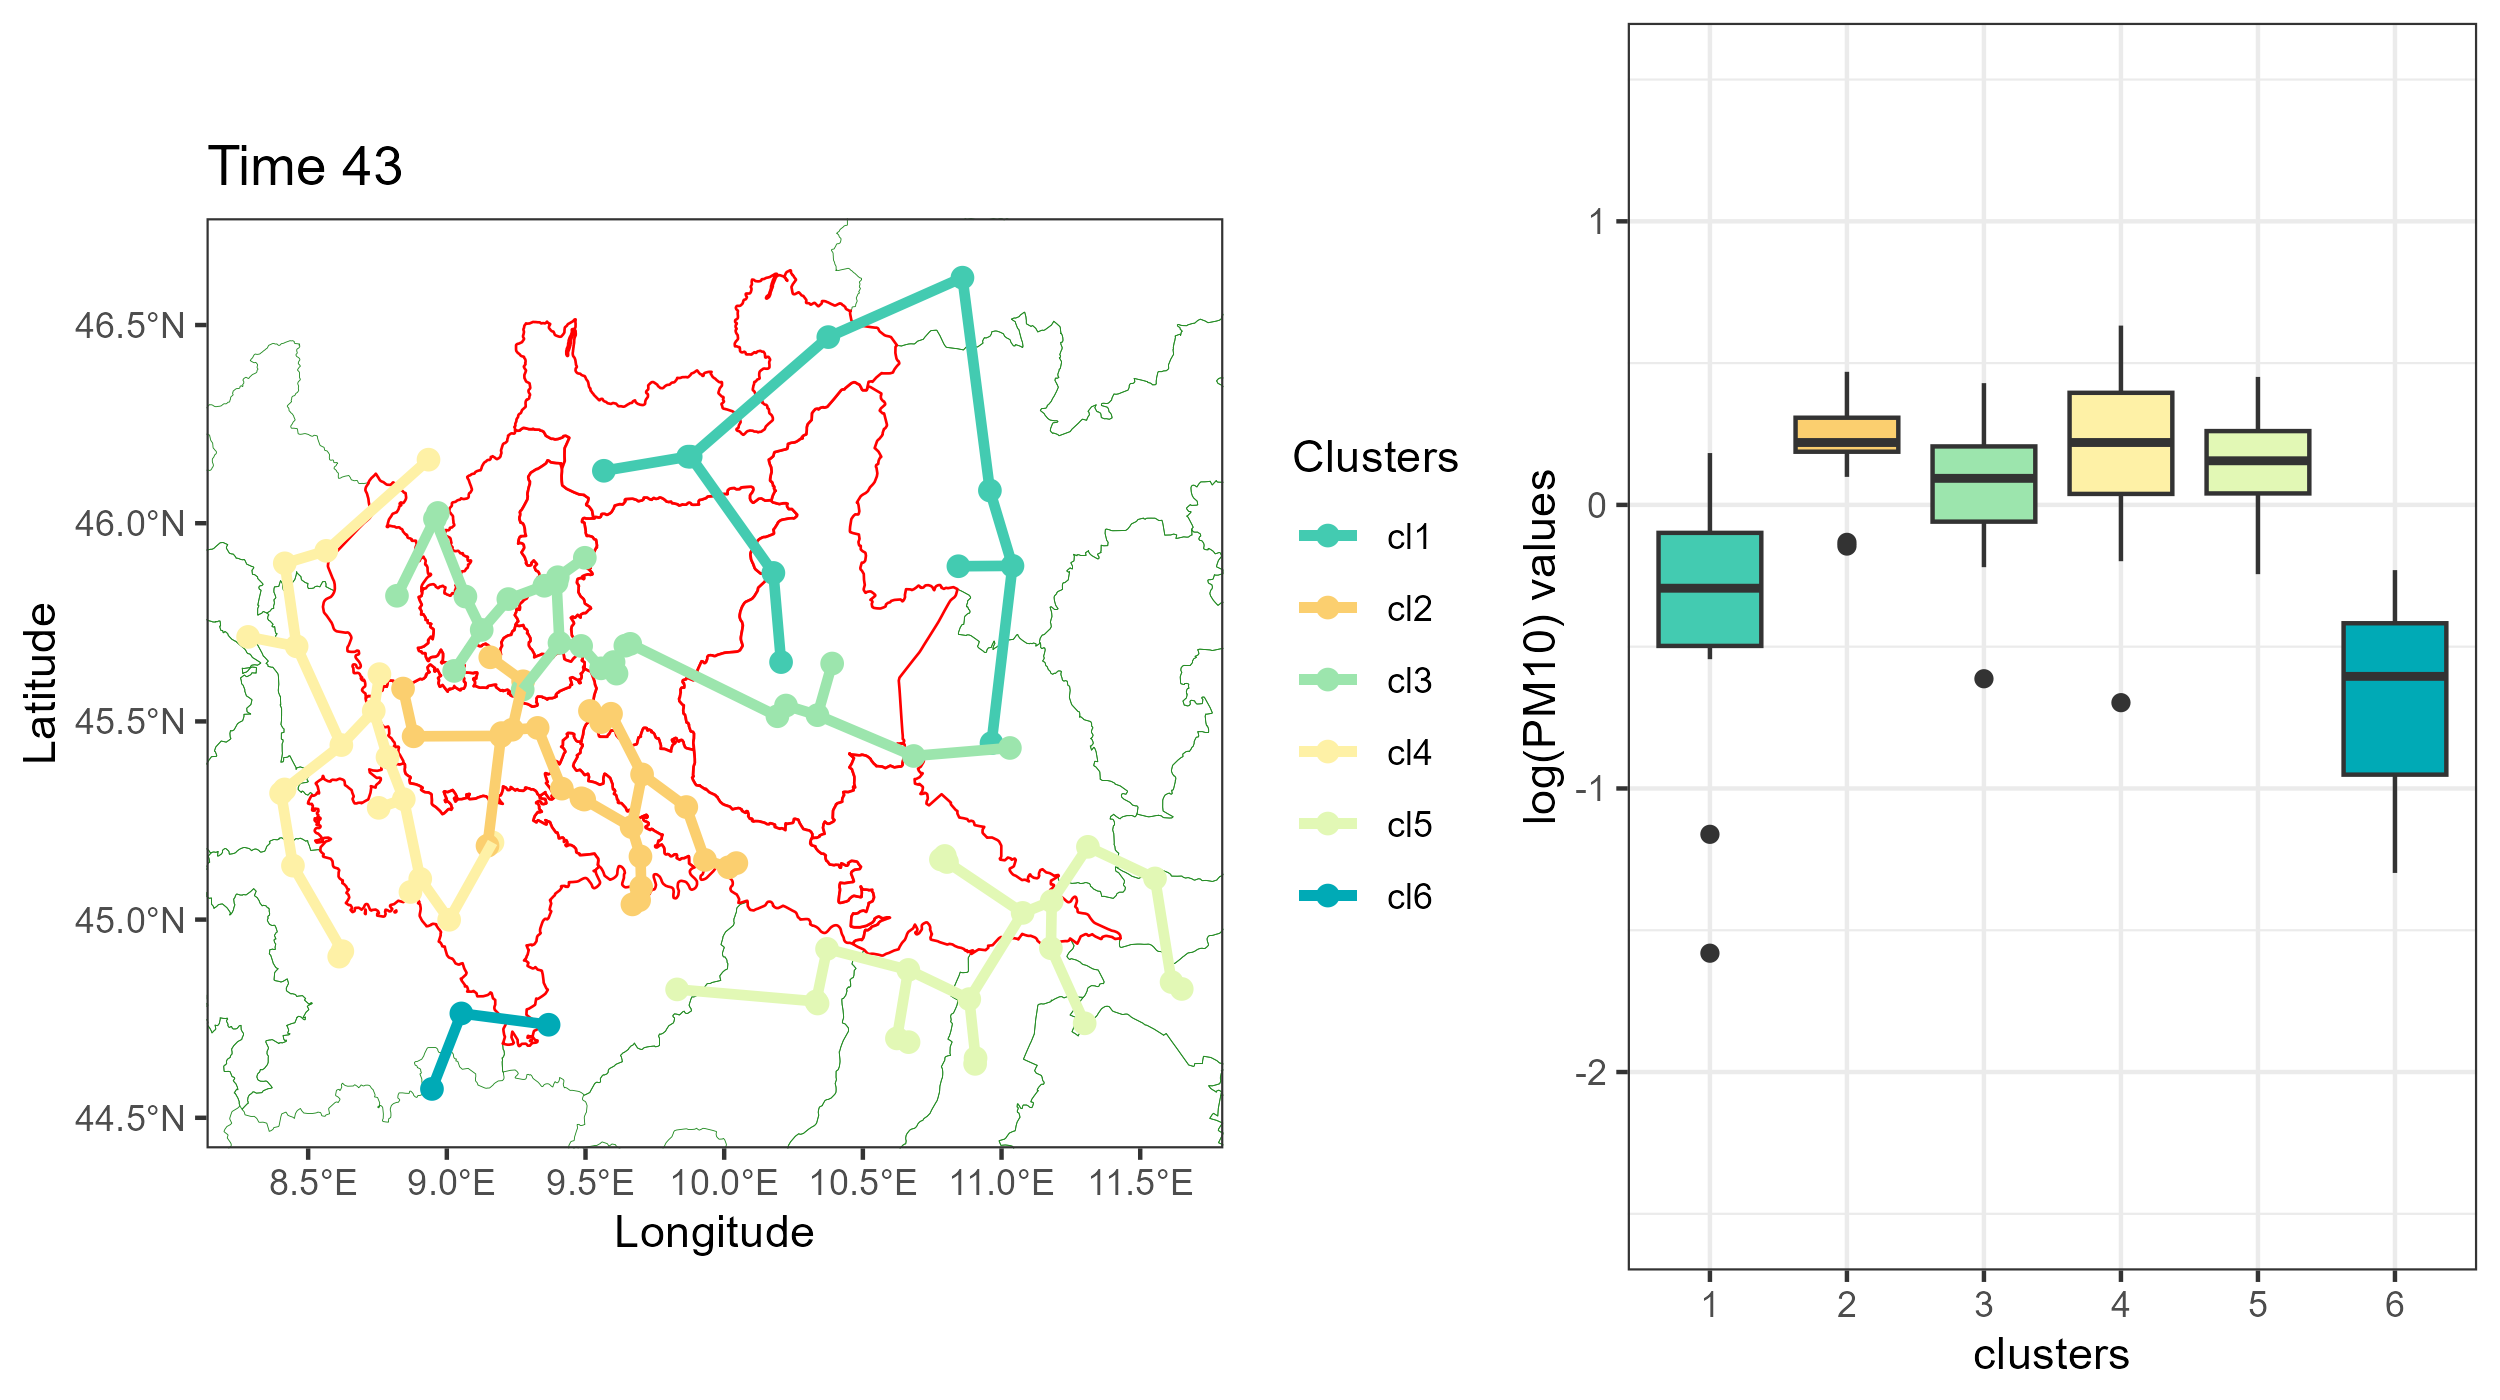 Time 43
46.5°N
46.0°N
45.5°N
45.0°N
44.5°N
Latitude
8.5°E 9.0°E 9.5°E 10.0°E 10.5°E 11.0°E 11.5°E
Longitude
Clusters
cl1
cl2
cl3
cl4
cl5
cl6
log(PM10) values
1
0
-1
-2
1 2 3 4 5 6
clusters